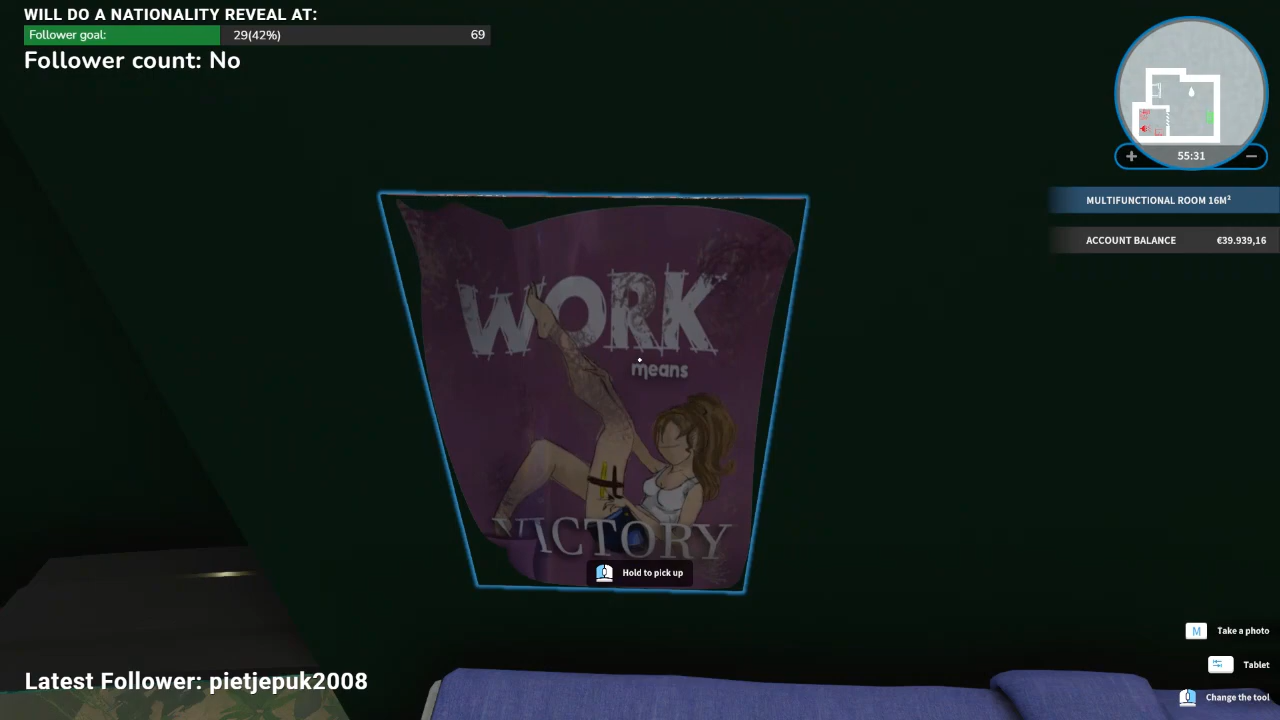 WILL DO A NATIONALITY REVEAL AT:
Follower goal: 29(42%) 69
Follower count: No
55:31
MULTIFUNCTIONAL ROOM 16M²
ACCOUNT BALANCE €39.939,16
WORK
means
VICTORY
Hold to pick up
M Take a photo
Tablet
Change the tool
Latest Follower: pietjepuk2008